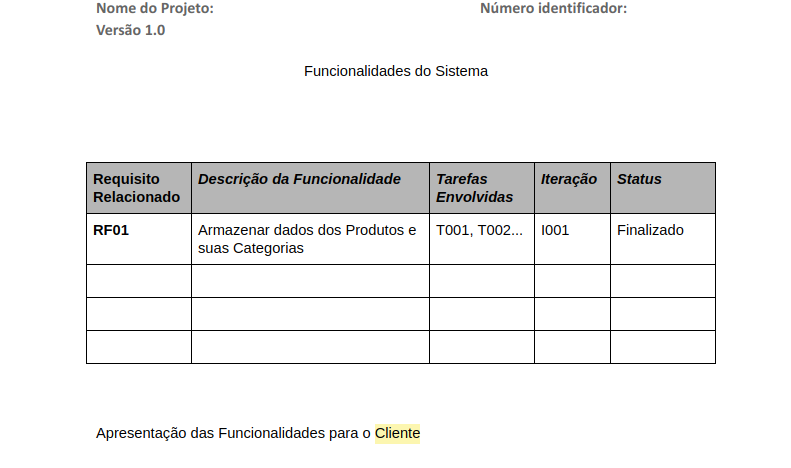 Nome do Projeto: Número identificador:
Versão 1.0
Funcionalidades do Sistema
Requisito Relacionado Descrição da Funcionalidade Tarefas Envolvidas Iteração Status
RF01 Armazenar dados dos Produtos e suas Categorias T001, T002... I001 Finalizado
Apresentação das Funcionalidades para o Cliente